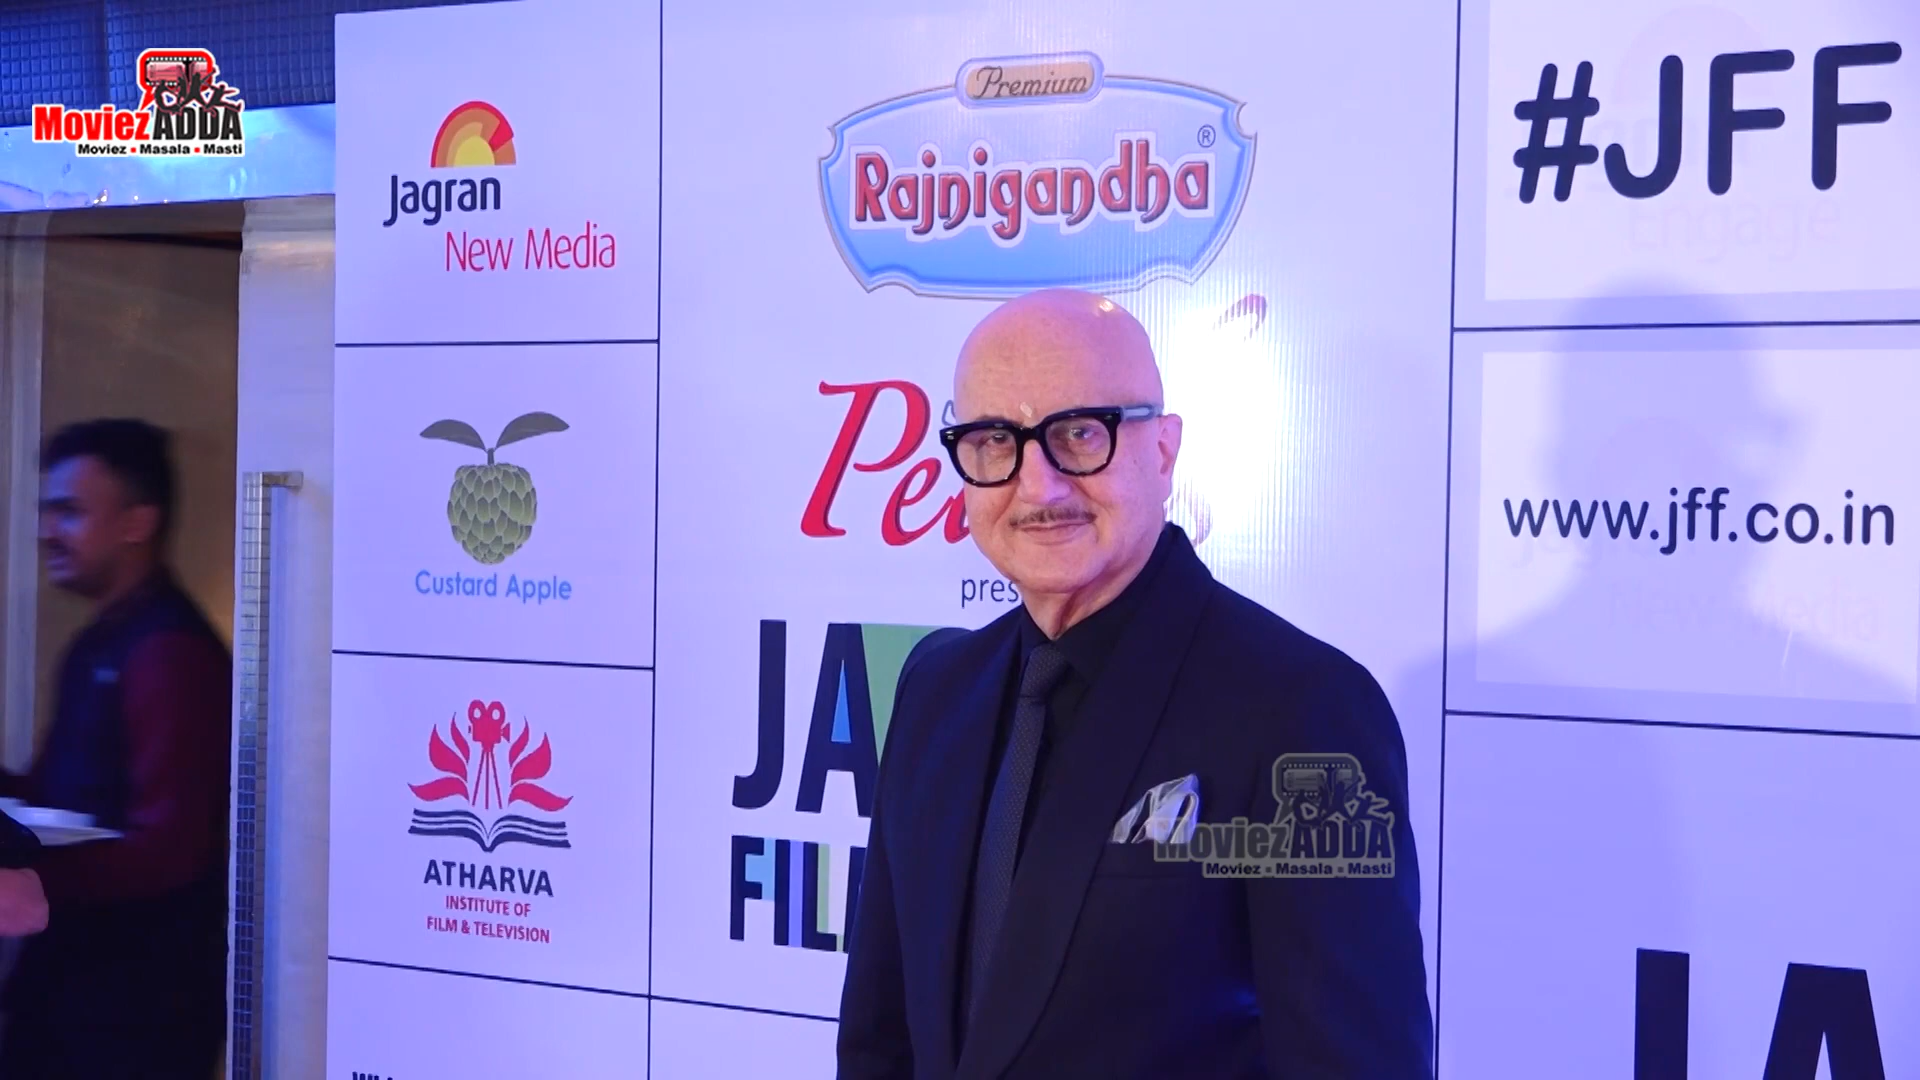 MoviezADDA
Moviez Masala Masti
Jagran
New Media
Custard Apple
ATHARVA
INSTITUTE OF
FILM & TELEVISION
Premium
Rajnigandha
®
#JFF
www.jff.co.in
MoviezADDA
Moviez Masala Masti